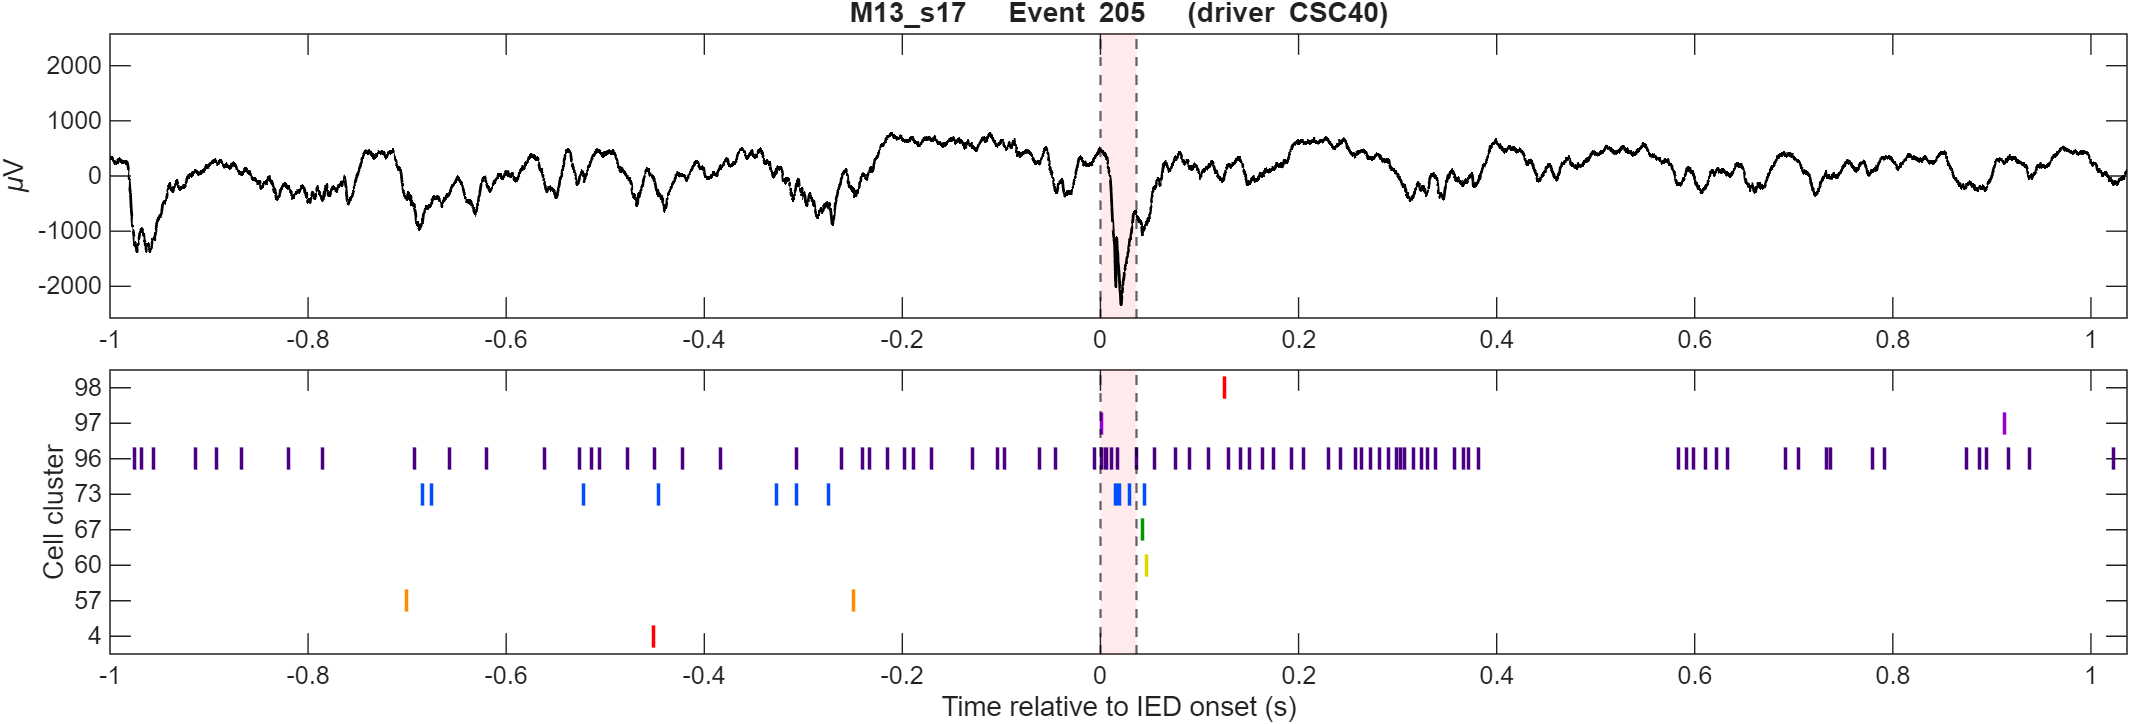 M13_s17 Event 205 (driver CSC40)
2000
1000
0
-1000
-2000
µV
-1 -0.8 -0.6 -0.4 -0.2 0 0.2 0.4 0.6 0.8 1
98
97
96
73
67
60
57
4
Cell cluster
-1 -0.8 -0.6 -0.4 -0.2 0 0.2 0.4 0.6 0.8 1
Time relative to IED onset (s)